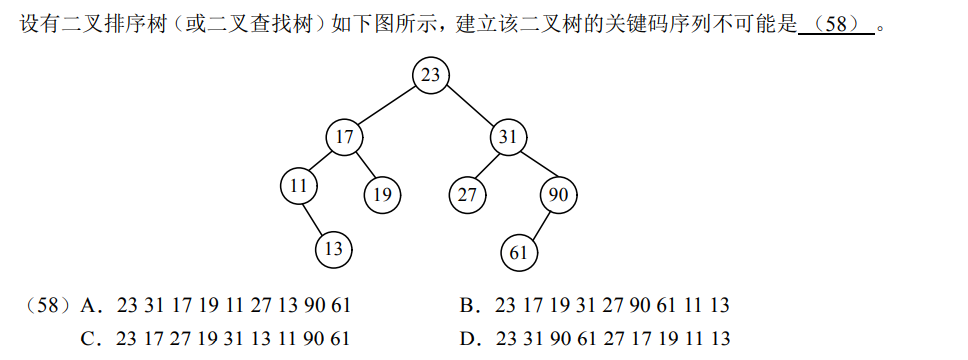 设有二叉排序树（或二叉查找树）如下图所示，建立该二叉树的关键码序列不可能是 （58） 。
23
17 31
11 19 27 90
13 61
（58）A．23 31 17 19 11 27 13 90 61 B．23 17 19 31 27 90 61 11 13
C．23 17 27 19 31 13 11 90 61 D．23 31 90 61 27 17 19 11 13